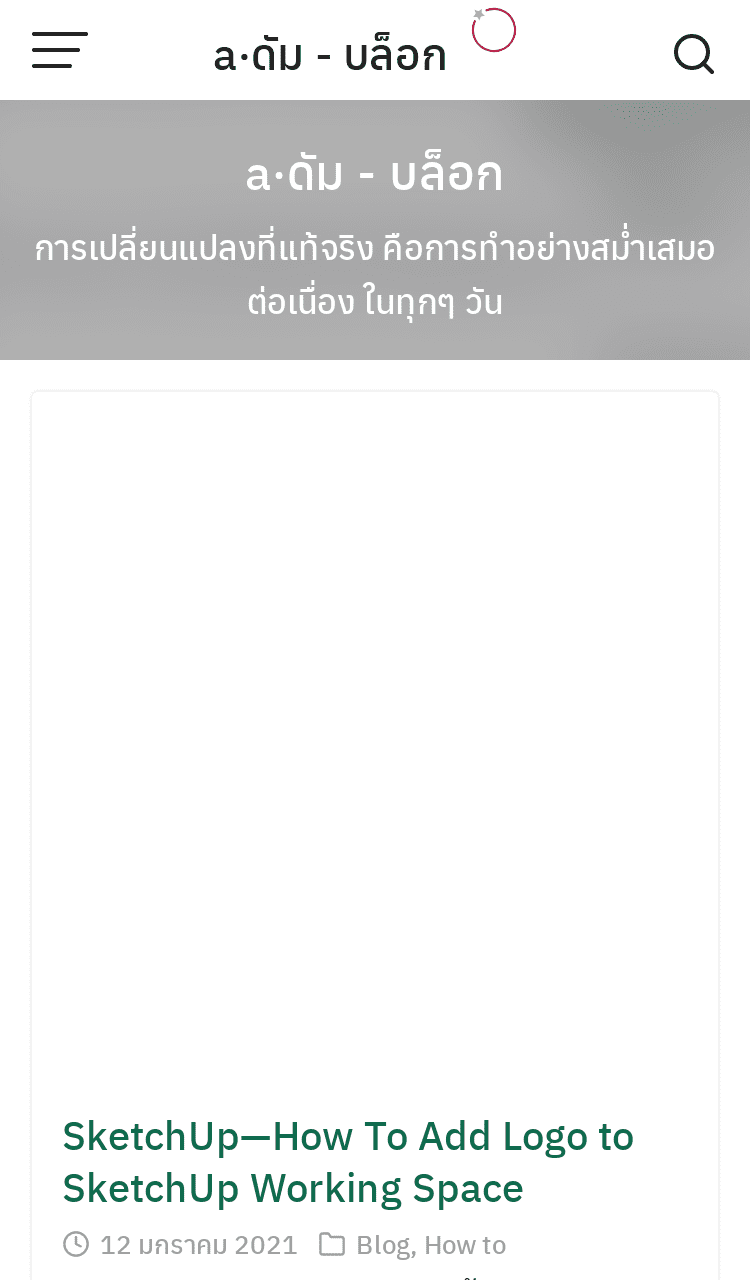 a·ดัม - บล็อก
a·ดัม - บล็อก
การเปลี่ยนแปลงที่แท้จริง คือการทำอย่างสม่ำเสมอ
ต่อเนื่อง ในทุกๆ วัน
SketchUp—How To Add Logo to
SketchUp Working Space
12 มกราคม 2021 Blog, How to